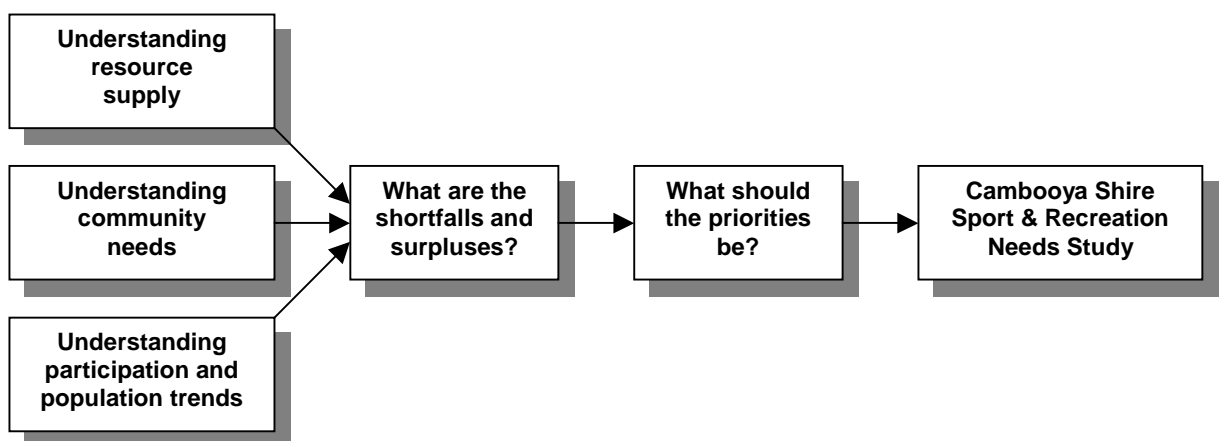 Understanding
resource
supply
Understanding
community
needs
Understanding
participation and
population trends
What are the
shortfalls and
surpluses?
What should
the priorities
be?
Cambooya Shire
Sport & Recreation
Needs Study